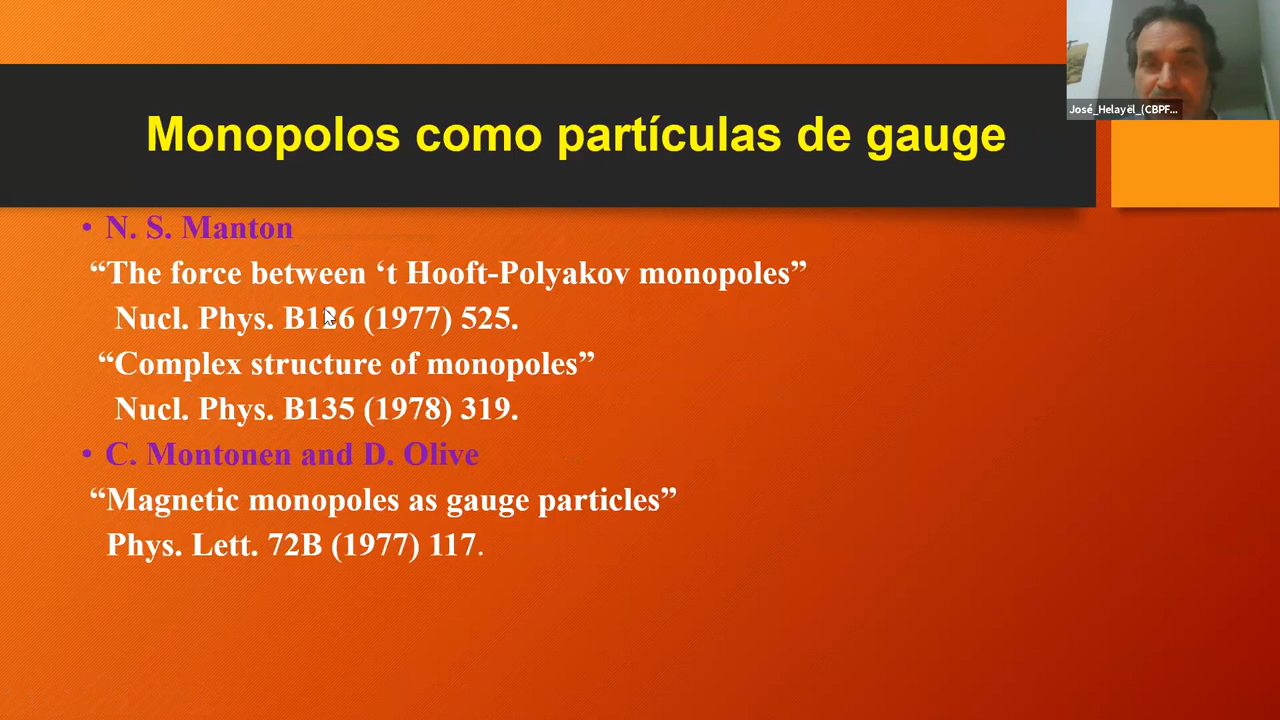 Monopolos como partículas de gauge
José_Helayël_(CBPF...
• N. S. Manton
“The force between ‘t Hooft-Polyakov monopoles”
Nucl. Phys. B126 (1977) 525.
“Complex structure of monopoles”
Nucl. Phys. B135 (1978) 319.
• C. Montonen and D. Olive
“Magnetic monopoles as gauge particles”
Phys. Lett. 72B (1977) 117.